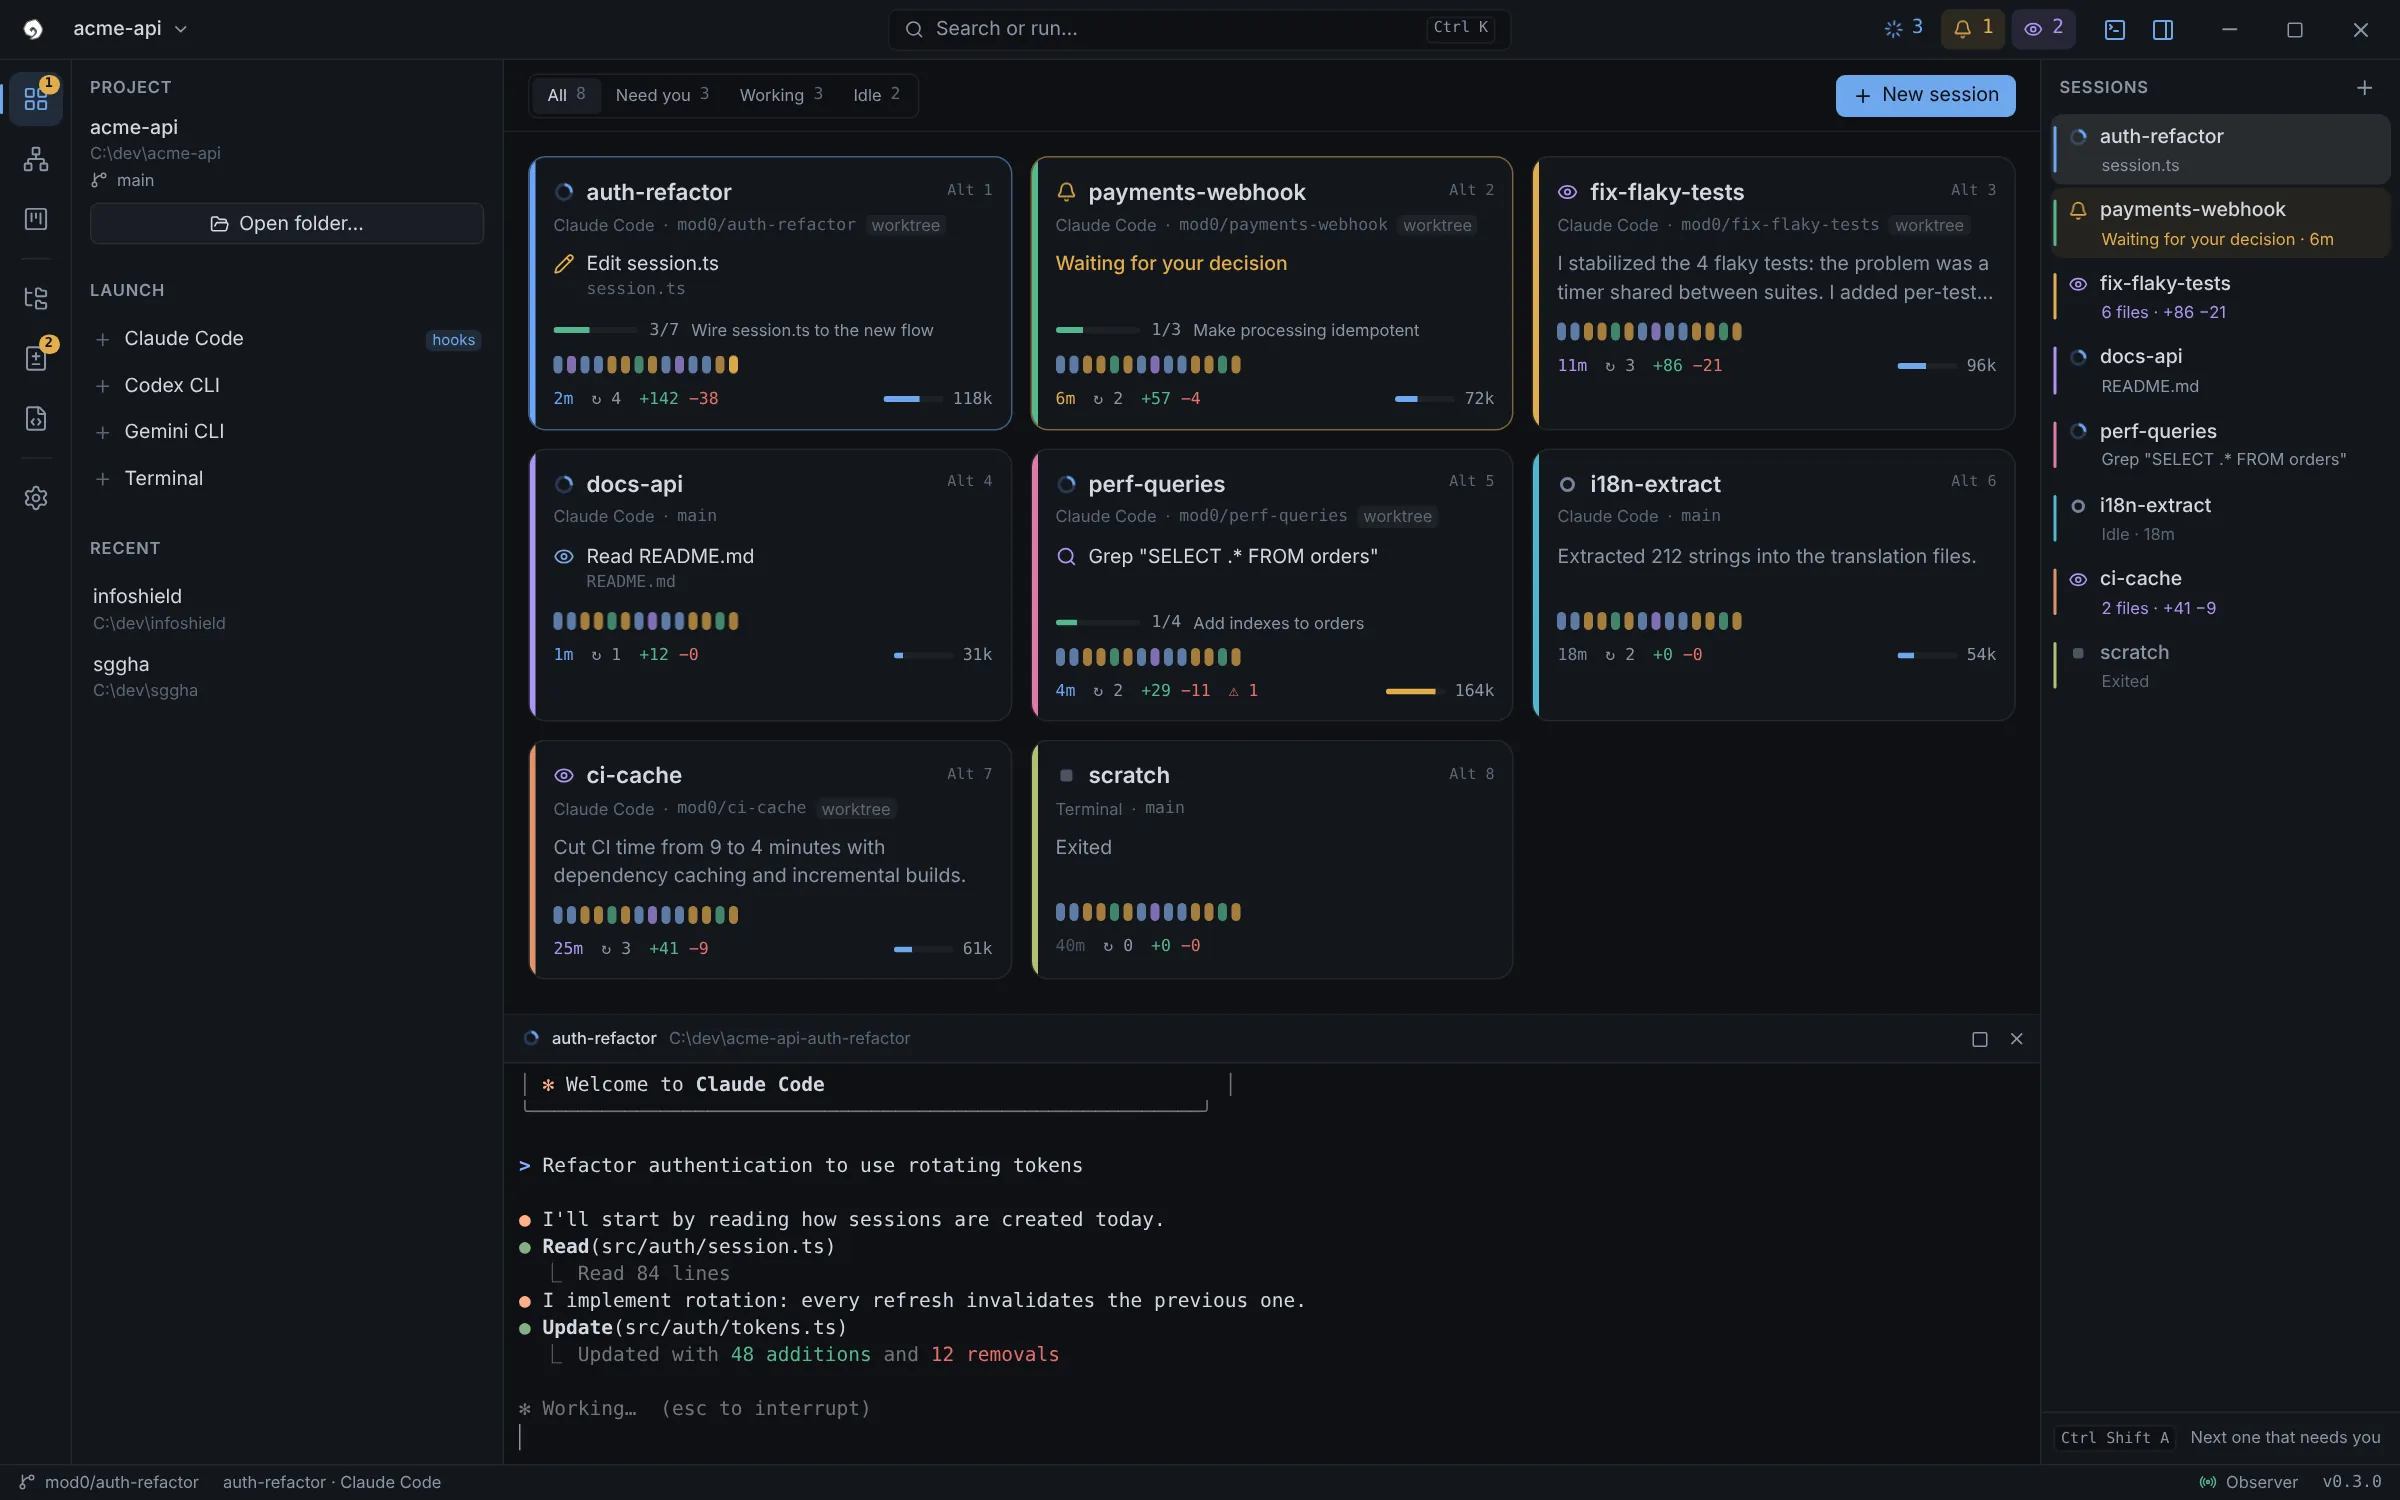 acme-api
Search or run...
Ctrl K
3
1
2
1
2
PROJECT
acme-api
C:\dev\acme-api
main
Open folder...
LAUNCH
Claude Code hooks
Codex CLI
Gemini CLI
Terminal
RECENT
infoshield
C:\dev\infoshield
sggha
C:\dev\sggha
All 8 Need you 3 Working 3 Idle 2
+ New session
auth-refactor Alt 1
Claude Code · mod0/auth-refactor worktree
Edit session.ts
session.ts
3/7 Wire session.ts to the new flow
2m ↻ 4 +142 −38 118k
payments-webhook Alt 2
Claude Code · mod0/payments-webhook worktree
Waiting for your decision
1/3 Make processing idempotent
6m ↻ 2 +57 −4 72k
fix-flaky-tests Alt 3
Claude Code · mod0/fix-flaky-tests worktree
I stabilized the 4 flaky tests: the problem was a
timer shared between suites. I added per-test…
11m ↻ 3 +86 −21 96k
docs-api Alt 4
Claude Code · main
Read README.md
README.md
1m ↻ 1 +12 −0 31k
perf-queries Alt 5
Claude Code · mod0/perf-queries worktree
Grep "SELECT .* FROM orders"
1/4 Add indexes to orders
4m ↻ 2 +29 −11 ⚠ 1 164k
i18n-extract Alt 6
Claude Code · main
Extracted 212 strings into the translation files.
18m ↻ 2 +0 −0 54k
ci-cache Alt 7
Claude Code · mod0/ci-cache worktree
Cut CI time from 9 to 4 minutes with
dependency caching and incremental builds.
25m ↻ 3 +41 −9 61k
scratch Alt 8
Terminal · main
Exited
40m ↻ 0 +0 −0
auth-refactor C:\dev\acme-api-auth-refactor
✻ Welcome to Claude Code
> Refactor authentication to use rotating tokens
● I'll start by reading how sessions are created today.
● Read(src/auth/session.ts)
⎿ Read 84 lines
● I implement rotation: every refresh invalidates the previous one.
● Update(src/auth/tokens.ts)
⎿ Updated with 48 additions and 12 removals
✻ Working… (esc to interrupt)
SESSIONS
auth-refactor
session.ts
payments-webhook
Waiting for your decision · 6m
fix-flaky-tests
6 files · +86 −21
docs-api
README.md
perf-queries
Grep "SELECT .* FROM orders"
i18n-extract
Idle · 18m
ci-cache
2 files · +41 −9
scratch
Exited
Ctrl Shift A Next one that needs you
mod0/auth-refactor auth-refactor · Claude Code
Observer v0.3.0